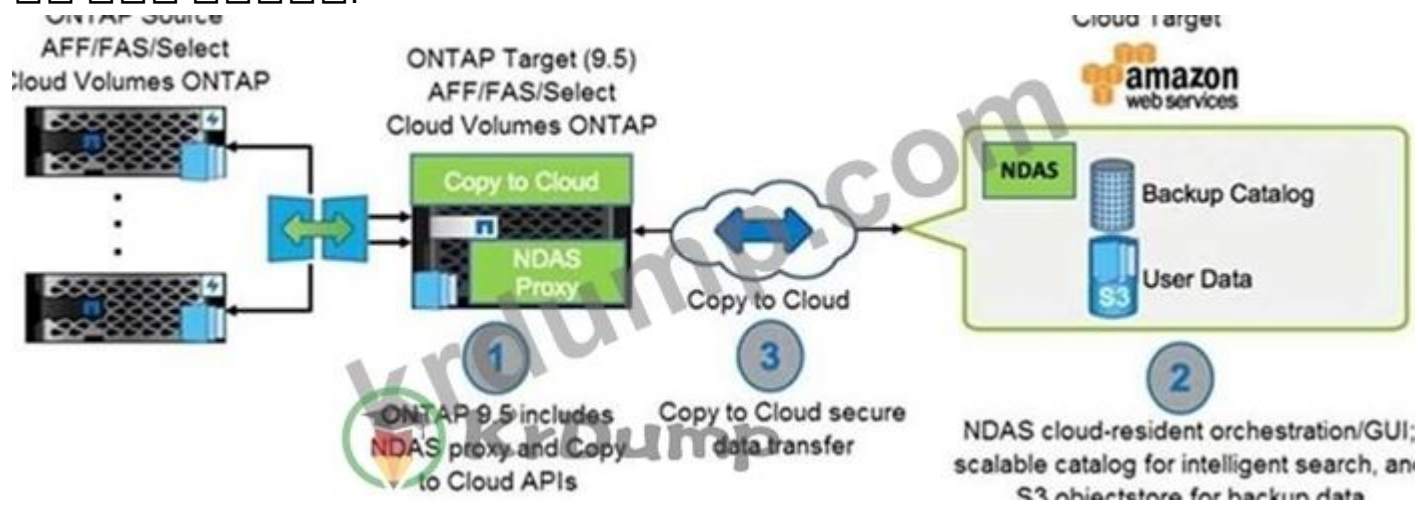 ONTAP Source
AFF/FAS/Select
Cloud Volumes ONTAP
ONTAP Target (9.5)
AFF/FAS/Select
Cloud Volumes ONTAP
Copy to Cloud
n
NDAS
Proxy
1
ONTAP 9.5 includes
NDAS proxy and Copy
to Cloud APIs
Copy to Cloud
3
Copy to Cloud secure
data transfer
Cloud Target
amazon
web services
NDAS
Backup Catalog
S3
User Data
2
NDAS cloud-resident orchestration/GUI;
scalable catalog for intelligent search, and
S3 objectstore for backup data
krdump.com
KrDump